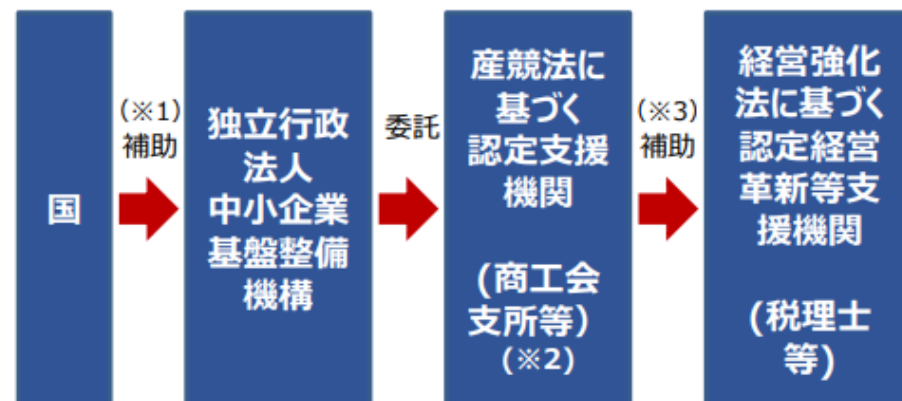 国
(※1)
補助
独立行政
法人
中小企業
基盤整備
機構
委託
産競法に
基づく
認定支援
機関
(商工会
支所等）
(※2)
(※3)
補助
経営強化
法に基づく
認定経営
革新等支
援機関
(税理士
等)